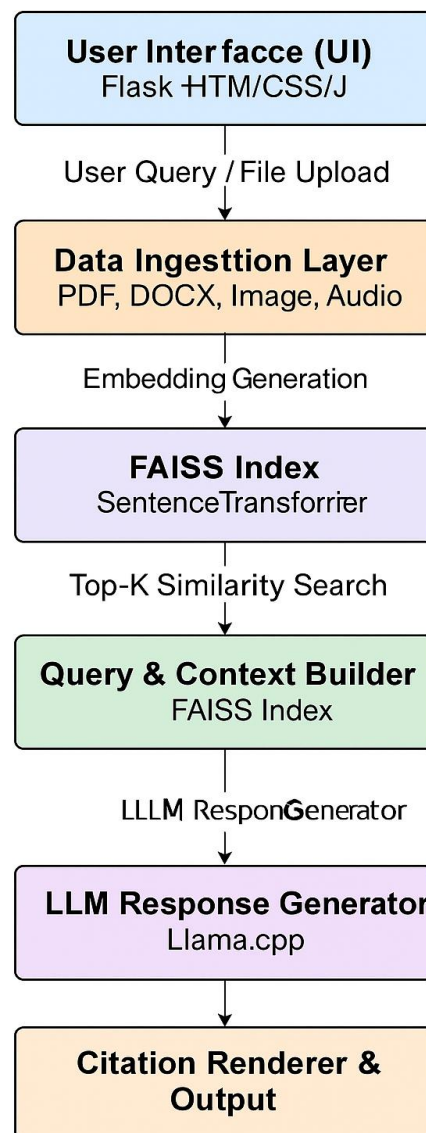 User Interfacce (UI)
Flask HTM/CSS/J
User Query / File Upload
Data Ingesttion Layer
PDF, DOCX, Image, Audio
Embedding Generation
FAISS Index
SentenceTransforrier
Top-K Similarity Search
Query & Context Builder
FAISS Index
LLLM ResponGenerator
LLM Response Generator
Llama.cpp
Citation Renderer &
Output